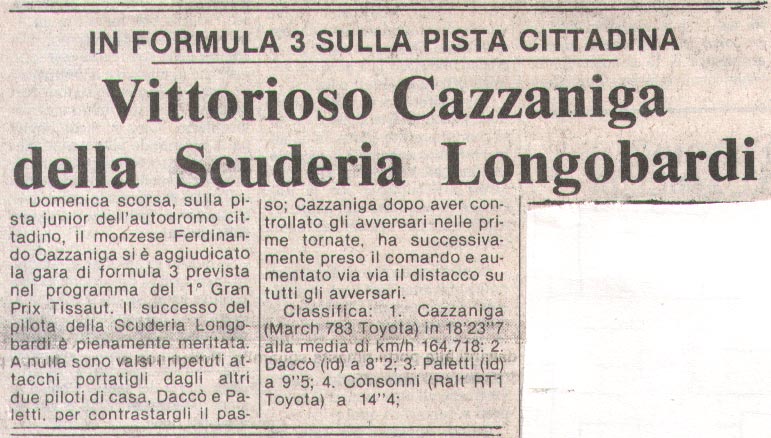 IN FORMULA 3 SULLA PISTA CITTADINA
Vittorioso Cazzaniga
della Scuderia Longobardi
Domenica scorsa, sulla pi-
sta junior dell'autodromo cit-
tadino, il monzese Ferdinan-
do Cazzaniga si è aggiudicato
la gara di formula 3 prevista
nel programma del 1° Gran
Prix Tissaut. Il successo del
pilota della Scuderia Longo-
bardi è pienamente meritata.
A nulla sono valsi i ripetuti at-
tacchi portatigli dagli altri
due piloti di casa, Daccò e Pa-
letti, per contrastargli il pas-
so; Cazzaniga dopo aver con-
trollato gli avversari nelle pri-
me tornate, ha successiva-
mente preso il comando e au-
mentato via via il distacco su
tutti gli avversari.
Classifica: 1. Cazzaniga
(March 783 Toyota) in 18'23"7
alla media di km/h 164,718; 2.
Daccò (id) a 8"2; 3. Paletti (id)
a 9"5; 4. Consonni (Ralt RT1
Toyota) a 14"4;